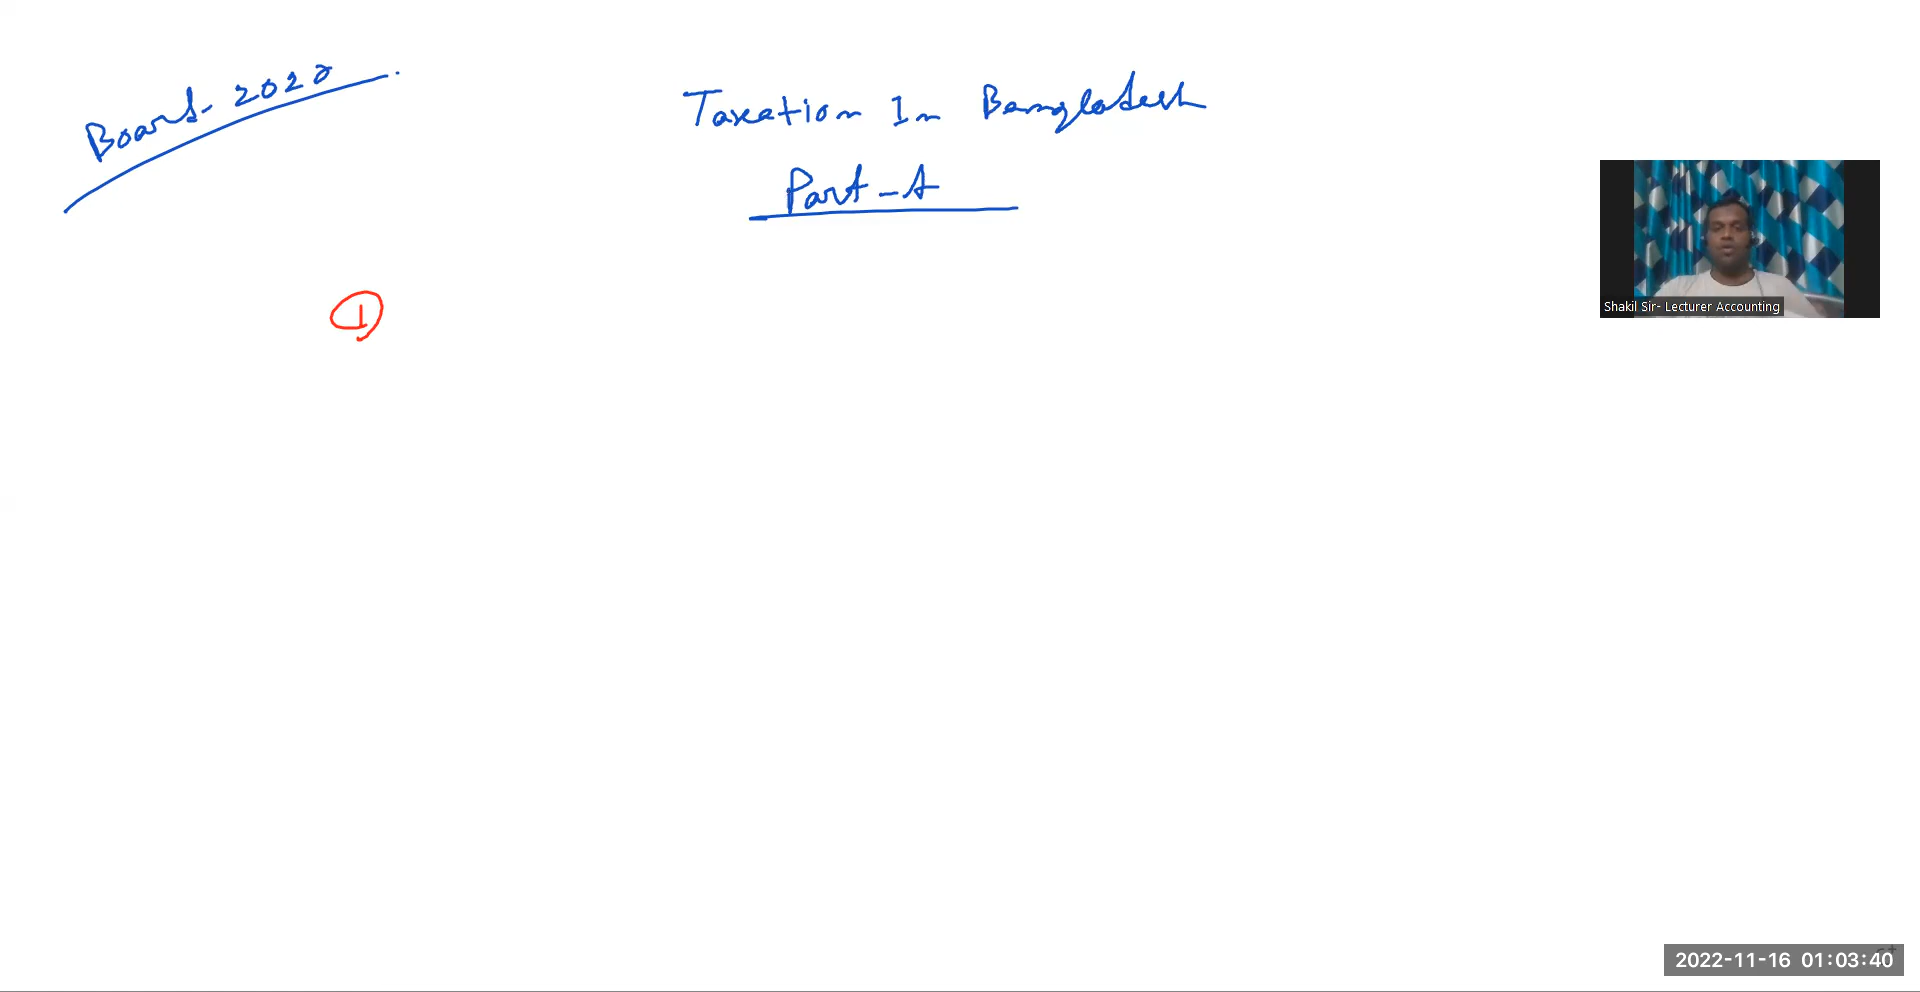 Board- 2020
Taxation In Bangladesh
Part-A
1
Shakil Sir- Lecturer Accounting
2022-11-16 01:03:40